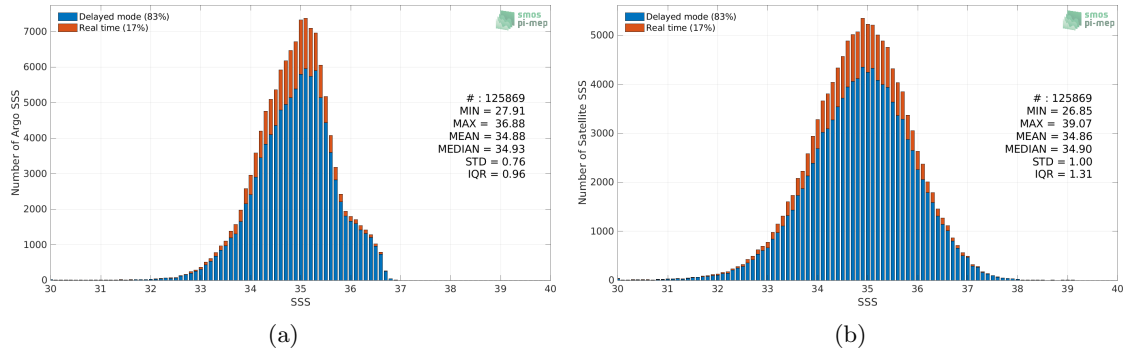 Delayed mode (83%)
Real time (17%)
smos
pi-mep
7000
6000
5000
4000
3000
2000
1000
0
Number of Argo SSS
# : 125869
MIN = 27.91
MAX = 36.88
MEAN = 34.88
MEDIAN = 34.93
STD = 0.76
IQR = 0.96
30 31 32 33 34 35 36 37 38 39 40
SSS
(a)
Delayed mode (83%)
Real time (17%)
smos
pi-mep
5000
4000
3000
2000
1000
0
Number of Satellite SSS
# : 125869
MIN = 26.85
MAX = 39.07
MEAN = 34.86
MEDIAN = 34.90
STD = 1.00
IQR = 1.31
30 31 32 33 34 35 36 37 38 39 40
SSS
(b)